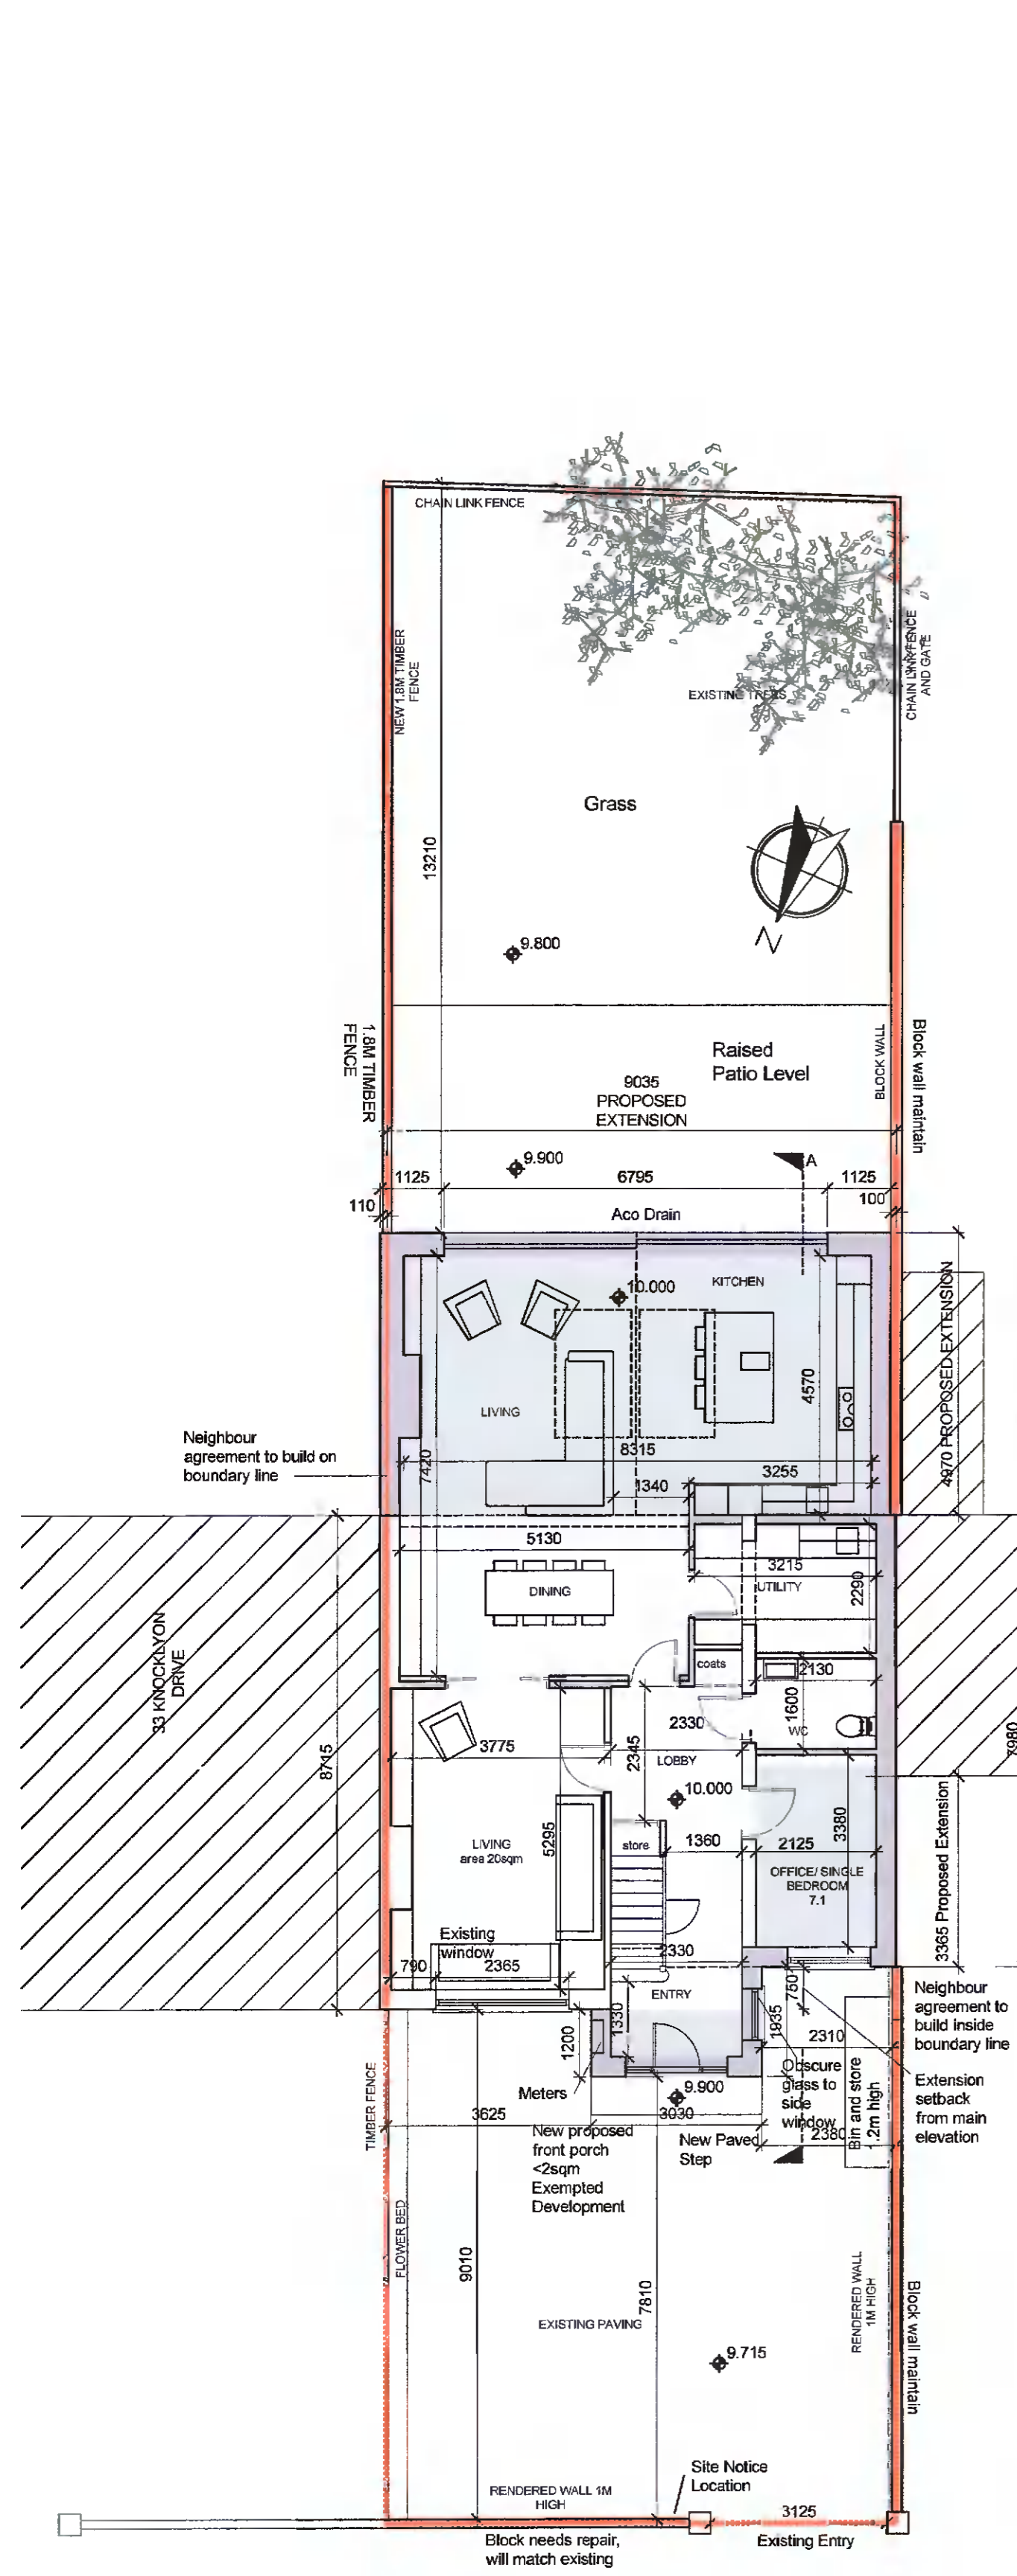 CHAIN LINK FENCE
NEW 1.8M TIMBER
FENCE
CHAIN LINK FENCE
AND GATE
EXISTING TREES
Grass
13210
N
9.800
1.8M TIMBER
FENCE
Raised
Patio Level
BLOCK WALL
Block wall maintain
9035
PROPOSED
EXTENSION
9.900
A
1125
6795
1125
110
100
Aco Drain
10.000
KITCHEN
4970 PROPOSED EXTENSION
4570
LIVING
Neighbour
agreement to build on
boundary line
7420
8315
3255
1340
5130
DINING
3215
UTILITY
2290
33 KNOCKLYON
DRIVE
8715
coats
2130
1600
WC
2330
2345
3775
LOBBY
10.000
7980
LIVING
area 20sqm
5295
store
1360
2125
3380
OFFICE/ SINGLE
BEDROOM
7.1
3365 Proposed Extension
Existing
window
790
2365
2330
ENTRY
750
1330
1200
1935
2310
Neighbour
agreement to
build inside
boundary line
Meters
9.900
Obscure
glass to
side
window
Bin and store
1.2m high
Extension
setback
from main
elevation
TIMBER FENCE
3625
3030
2380
New proposed
front porch
<2sqm
Exempted
Development
New Paved
Step
FLOWER BED
9010
7810
EXISTING PAVING
9.715
RENDERED WALL
1M HIGH
Block wall maintain
Site Notice
Location
RENDERED WALL 1M
HIGH
3125
Block needs repair,
will match existing
Existing Entry